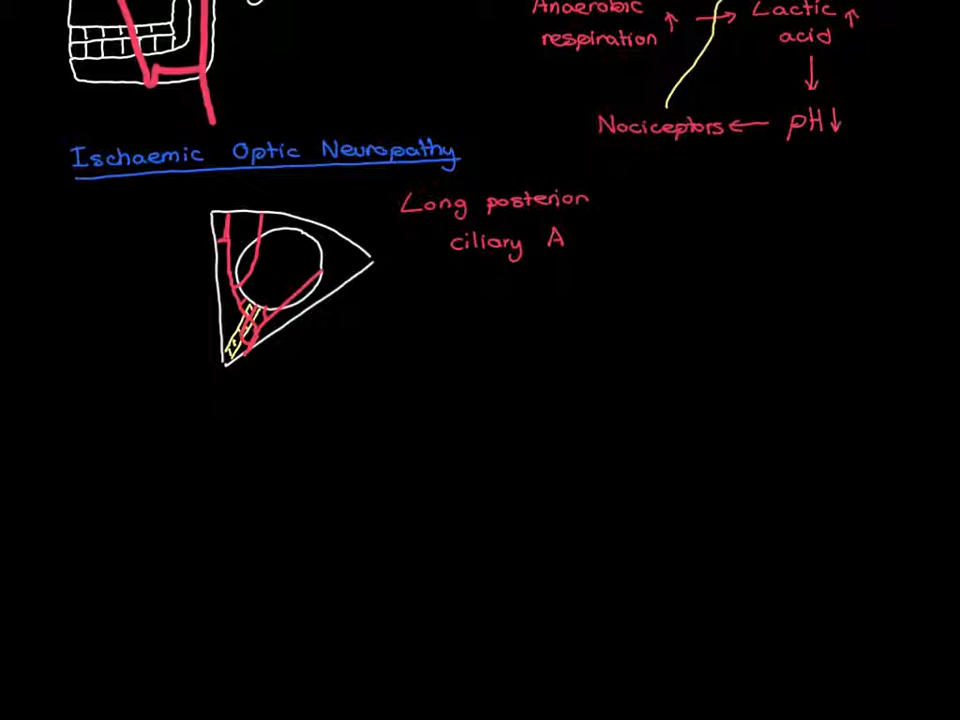 Anaerobic
respiration ↑ → Lactic acid ↑
↓
Nociceptors ← pH↓
Ischaemic Optic Neuropathy
Long posterior
ciliary A